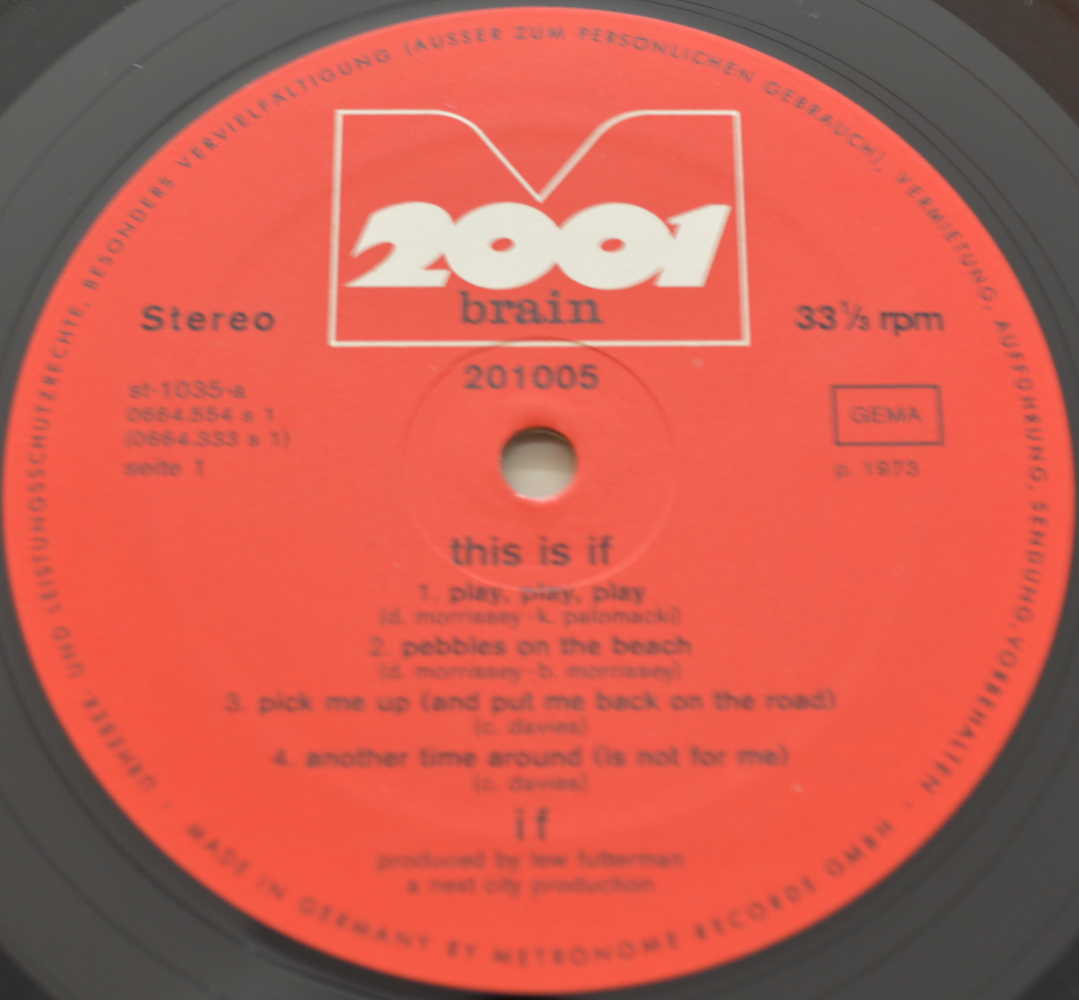 URHEBER- UND LEISTUNGSSCHUTZRECHTE, BESONDERS VERVIELFÄLTIGUNG (AUSSER ZUM PERSÖNLICHEN GEBRAUCH), VERMIETUNG, AUFFÜHRUNG, SENDUNG, VORBEHALTEN
2001
brain
Stereo
33 1/3 rpm
201005
st-1035-a
0664.554 s 1
(0664.333 s 1)
seite 1
GEMA
p. 1973
this is if
1. play, play, play
(d. morrissey-k. palomacki)
2. pebbles on the beach
(d. morrissey-b. morrissey)
3. pick me up (and put me back on the road)
(c. davies)
4. another time around (is not for me)
(c. davies)
if
produced by lew futterman
a next city production
MADE IN GERMANY BY METRONOME RECORDS GMBH